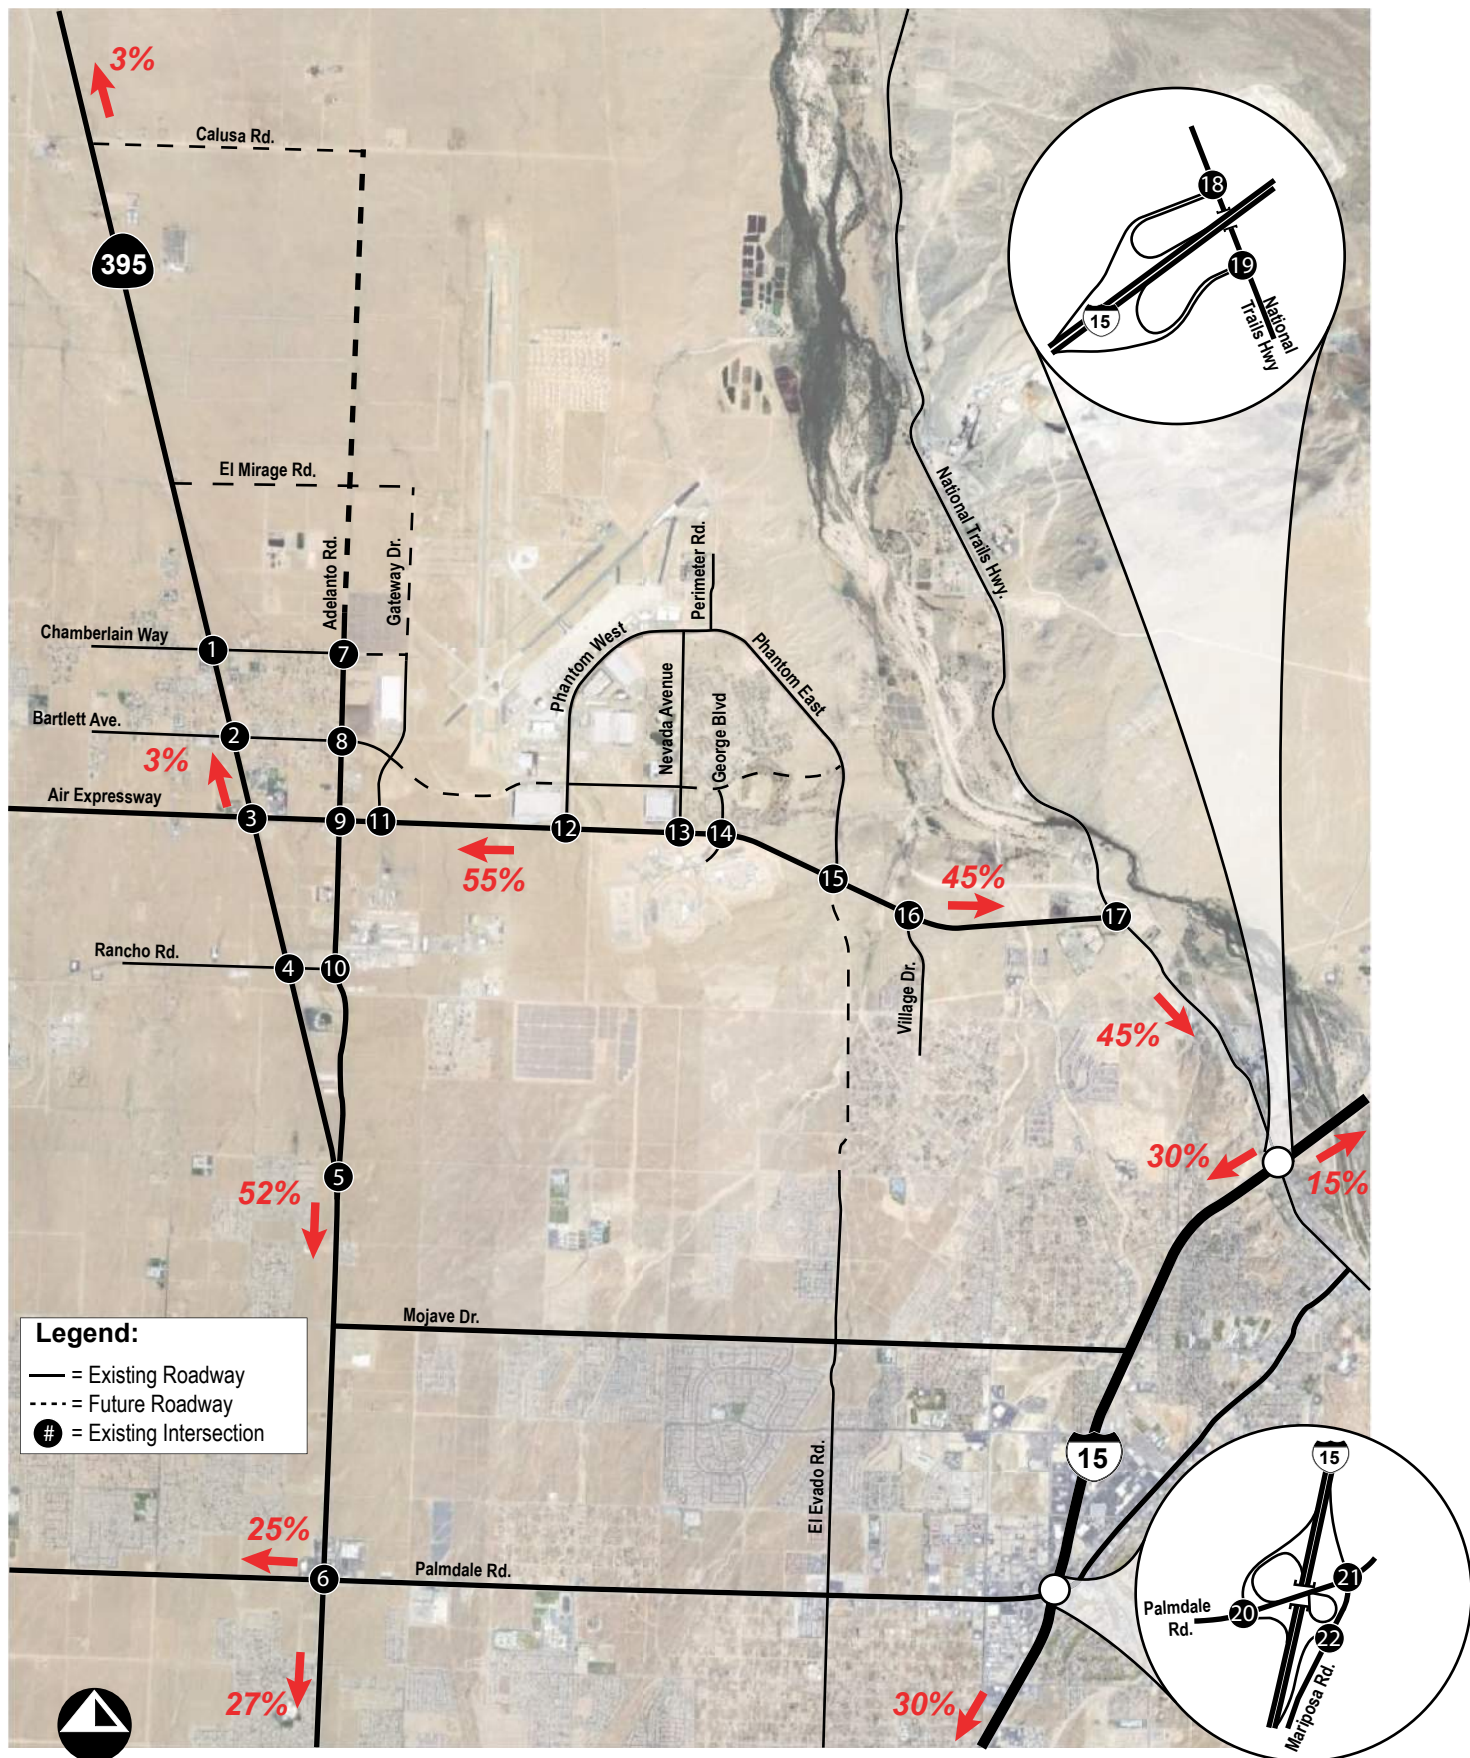 3%
Calusa Rd.
395
18
19
15
National
Trails Hwy
El Mirage Rd.
National Trails Hwy.
Adelanto Rd.
Gateway Dr.
Perimeter Rd.
Chamberlain Way
1
7
Phantom West
Phantom East
Nevada Avenue
George Blvd
Bartlett Ave.
2
8
3%
Air Expressway
3
9
11
12
13
14
55%
15
45%
16
17
Rancho Rd.
4
10
Village Dr.
45%
30%
15%
5
52%
Mojave Dr.
Legend:
= Existing Roadway
= Future Roadway
# = Existing Intersection
El Evado Rd.
15
15
25%
6
Palmdale Rd.
21
Palmdale
Rd.
20
22
Mariposa Rd.
27%
30%